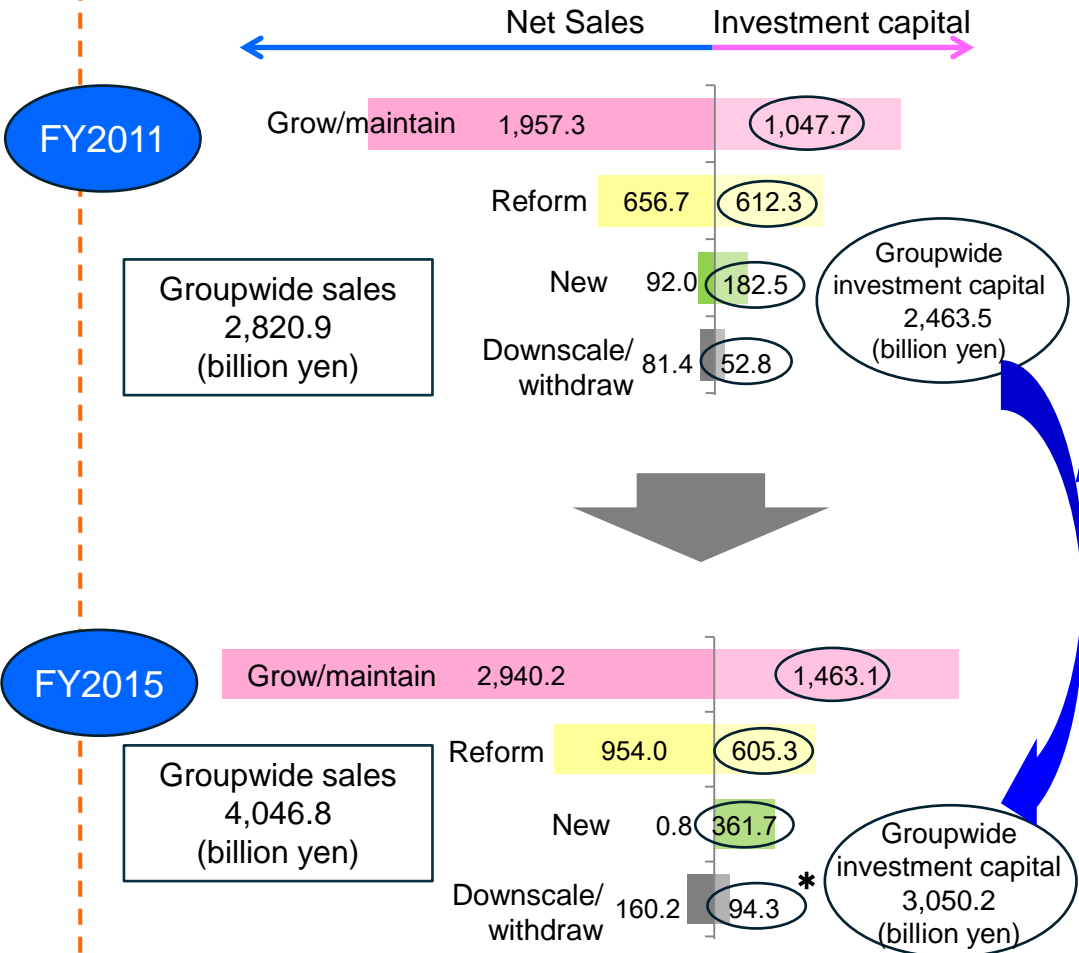 Net Sales Investment capital
FY2011
Grow/maintain 1,957.3 1,047.7
Reform 656.7 612.3
New 92.0 182.5
Downscale/
withdraw 81.4 52.8
Groupwide sales
2,820.9
(billion yen)
Groupwide
investment capital
2,463.5
(billion yen)
FY2015
Grow/maintain 2,940.2 1,463.1
Reform 954.0 605.3
New 0.8 361.7
Downscale/
withdraw 160.2 94.3 *
Groupwide sales
4,046.8
(billion yen)
Groupwide
investment capital
3,050.2
(billion yen)